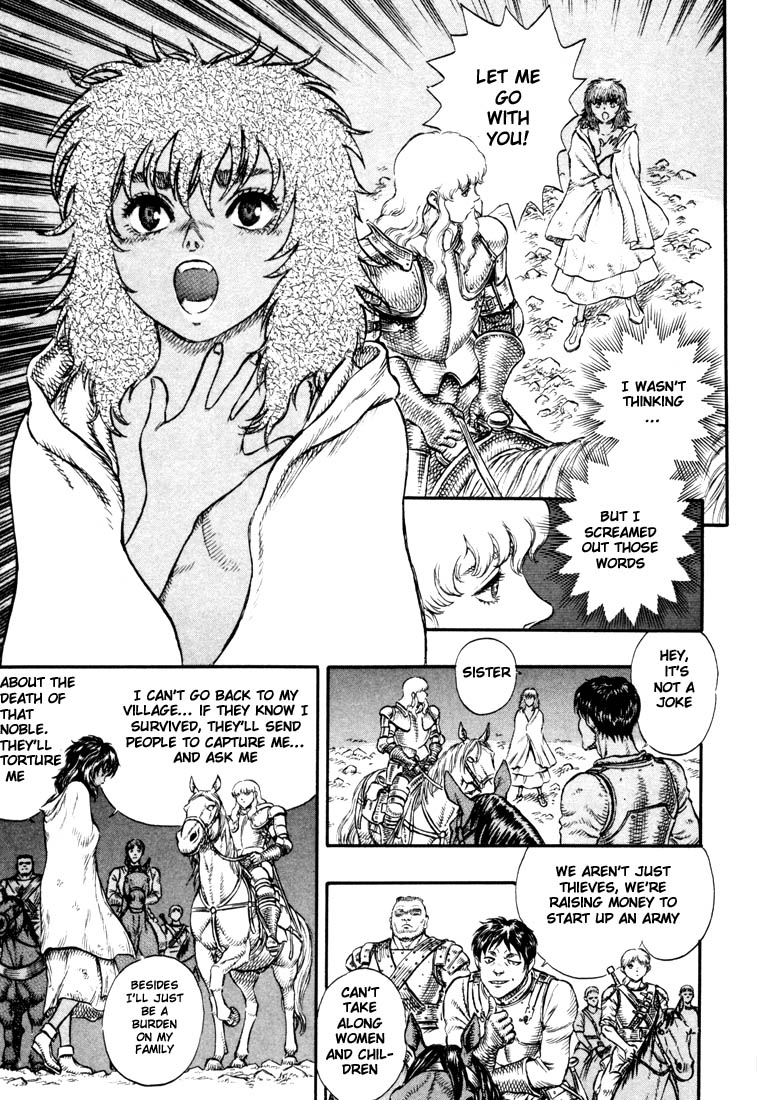 LET ME
GO
WITH
YOU!
I WASN'T
THINKING
...
BUT I
SCREAMED
OUT THOSE
WORDS
HEY,
IT'S
NOT A
JOKE
SISTER
WE AREN'T JUST
THIEVES, WE'RE
RAISING MONEY TO
START UP AN ARMY
CAN'T
TAKE
ALONG
WOMEN
AND CHIL-
DREN
I CAN'T GO BACK TO MY
VILLAGE... IF THEY KNOW I
SURVIVED, THEY'LL SEND
PEOPLE TO CAPTURE ME...
AND ASK ME
ABOUT THE
DEATH OF
THAT
NOBLE.
THEY'LL
TORTURE
ME
BESIDES
I'LL JUST
BE A
BURDEN
ON MY
FAMILY